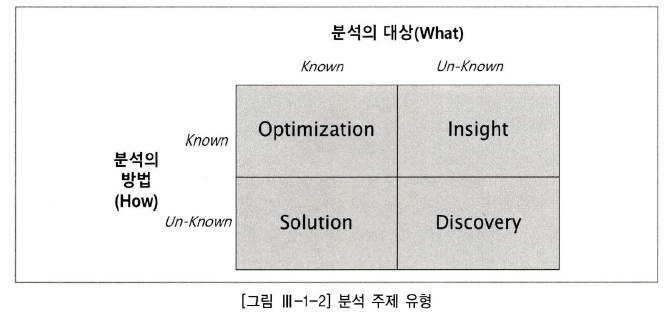 분석의 대상(What)
Known Un-Known
Known Optimization Insight
분석의
방법
(How)
Un-Known Solution Discovery
[그림 Ⅲ-1-2] 분석 주제 유형